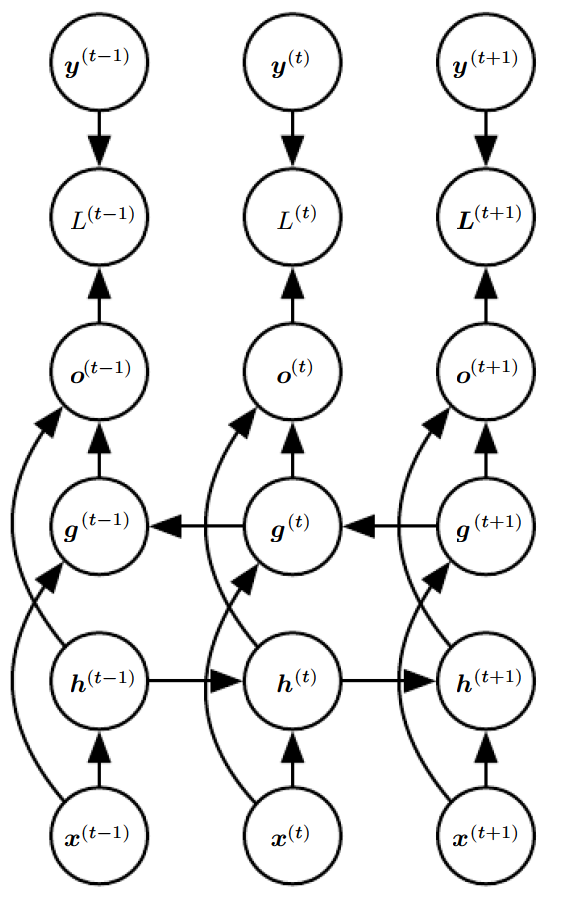 y^(t−1) y^(t) y^(t+1)
L^(t−1) L^(t) L^(t+1)
o^(t−1) o^(t) o^(t+1)
g^(t−1) g^(t) g^(t+1)
h^(t−1) h^(t) h^(t+1)
x^(t−1) x^(t) x^(t+1)